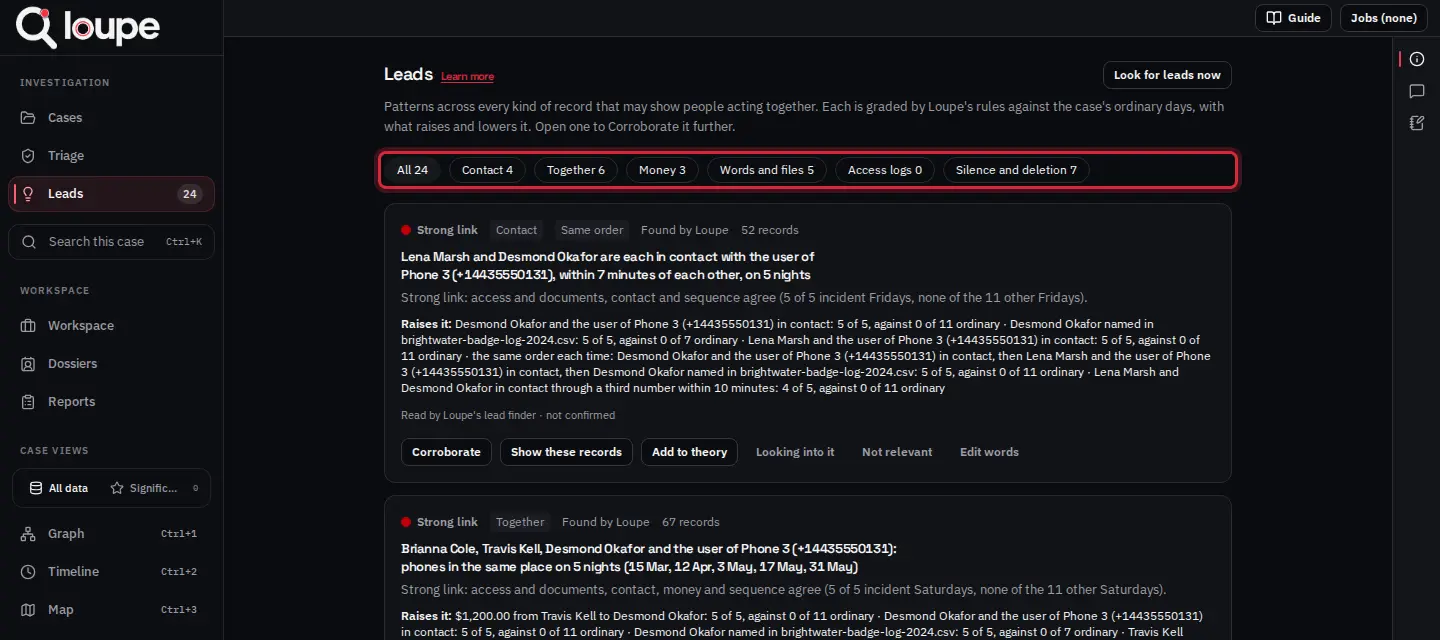 loupe
Guide
Jobs (none)
INVESTIGATION
Cases
Triage
Leads 24
Search this case Ctrl+K
WORKSPACE
Workspace
Dossiers
Reports
CASE VIEWS
All data Signific... 0
Graph Ctrl+1
Timeline Ctrl+2
Map Ctrl+3
Leads Learn more
Look for leads now
Patterns across every kind of record that may show people acting together. Each is graded by Loupe's rules against the case's ordinary days, with
what raises and lowers it. Open one to Corroborate it further.
All 24 Contact 4 Together 6 Money 3 Words and files 5 Access logs 0 Silence and deletion 7
Strong link Contact Same order Found by Loupe 52 records
Lena Marsh and Desmond Okafor are each in contact with the user of
Phone 3 (+14435550131), within 7 minutes of each other, on 5 nights
Strong link: access and documents, contact and sequence agree (5 of 5 incident Fridays, none of the 11 other Fridays).
Raises it: Desmond Okafor and the user of Phone 3 (+14435550131) in contact: 5 of 5, against 0 of 11 ordinary · Desmond Okafor named in
brightwater-badge-log-2024.csv: 5 of 5, against 0 of 7 ordinary · Lena Marsh and the user of Phone 3 (+14435550131) in contact: 5 of 5, against 0 of
11 ordinary · the same order each time: Desmond Okafor and the user of Phone 3 (+14435550131) in contact, then Lena Marsh and the user of Phone
3 (+14435550131) in contact, then Desmond Okafor named in brightwater-badge-log-2024.csv: 5 of 5, against 0 of 11 ordinary · Lena Marsh and
Desmond Okafor in contact through a third number within 10 minutes: 4 of 5, against 0 of 11 ordinary
Read by Loupe's lead finder · not confirmed
Corroborate Show these records Add to theory Looking into it Not relevant Edit words
Strong link Together Found by Loupe 67 records
Brianna Cole, Travis Kell, Desmond Okafor and the user of Phone 3 (+14435550131):
phones in the same place on 5 nights (15 Mar, 12 Apr, 3 May, 17 May, 31 May)
Strong link: access and documents, contact, money and sequence agree (5 of 5 incident Saturdays, none of the 11 other Saturdays).
Raises it: $1,200.00 from Travis Kell to Desmond Okafor: 5 of 5, against 0 of 11 ordinary · Desmond Okafor and the user of Phone 3 (+14435550131)
in contact: 5 of 5, against 0 of 11 ordinary · Desmond Okafor named in brightwater-badge-log-2024.csv: 5 of 5, against 0 of 7 ordinary · Travis Kell